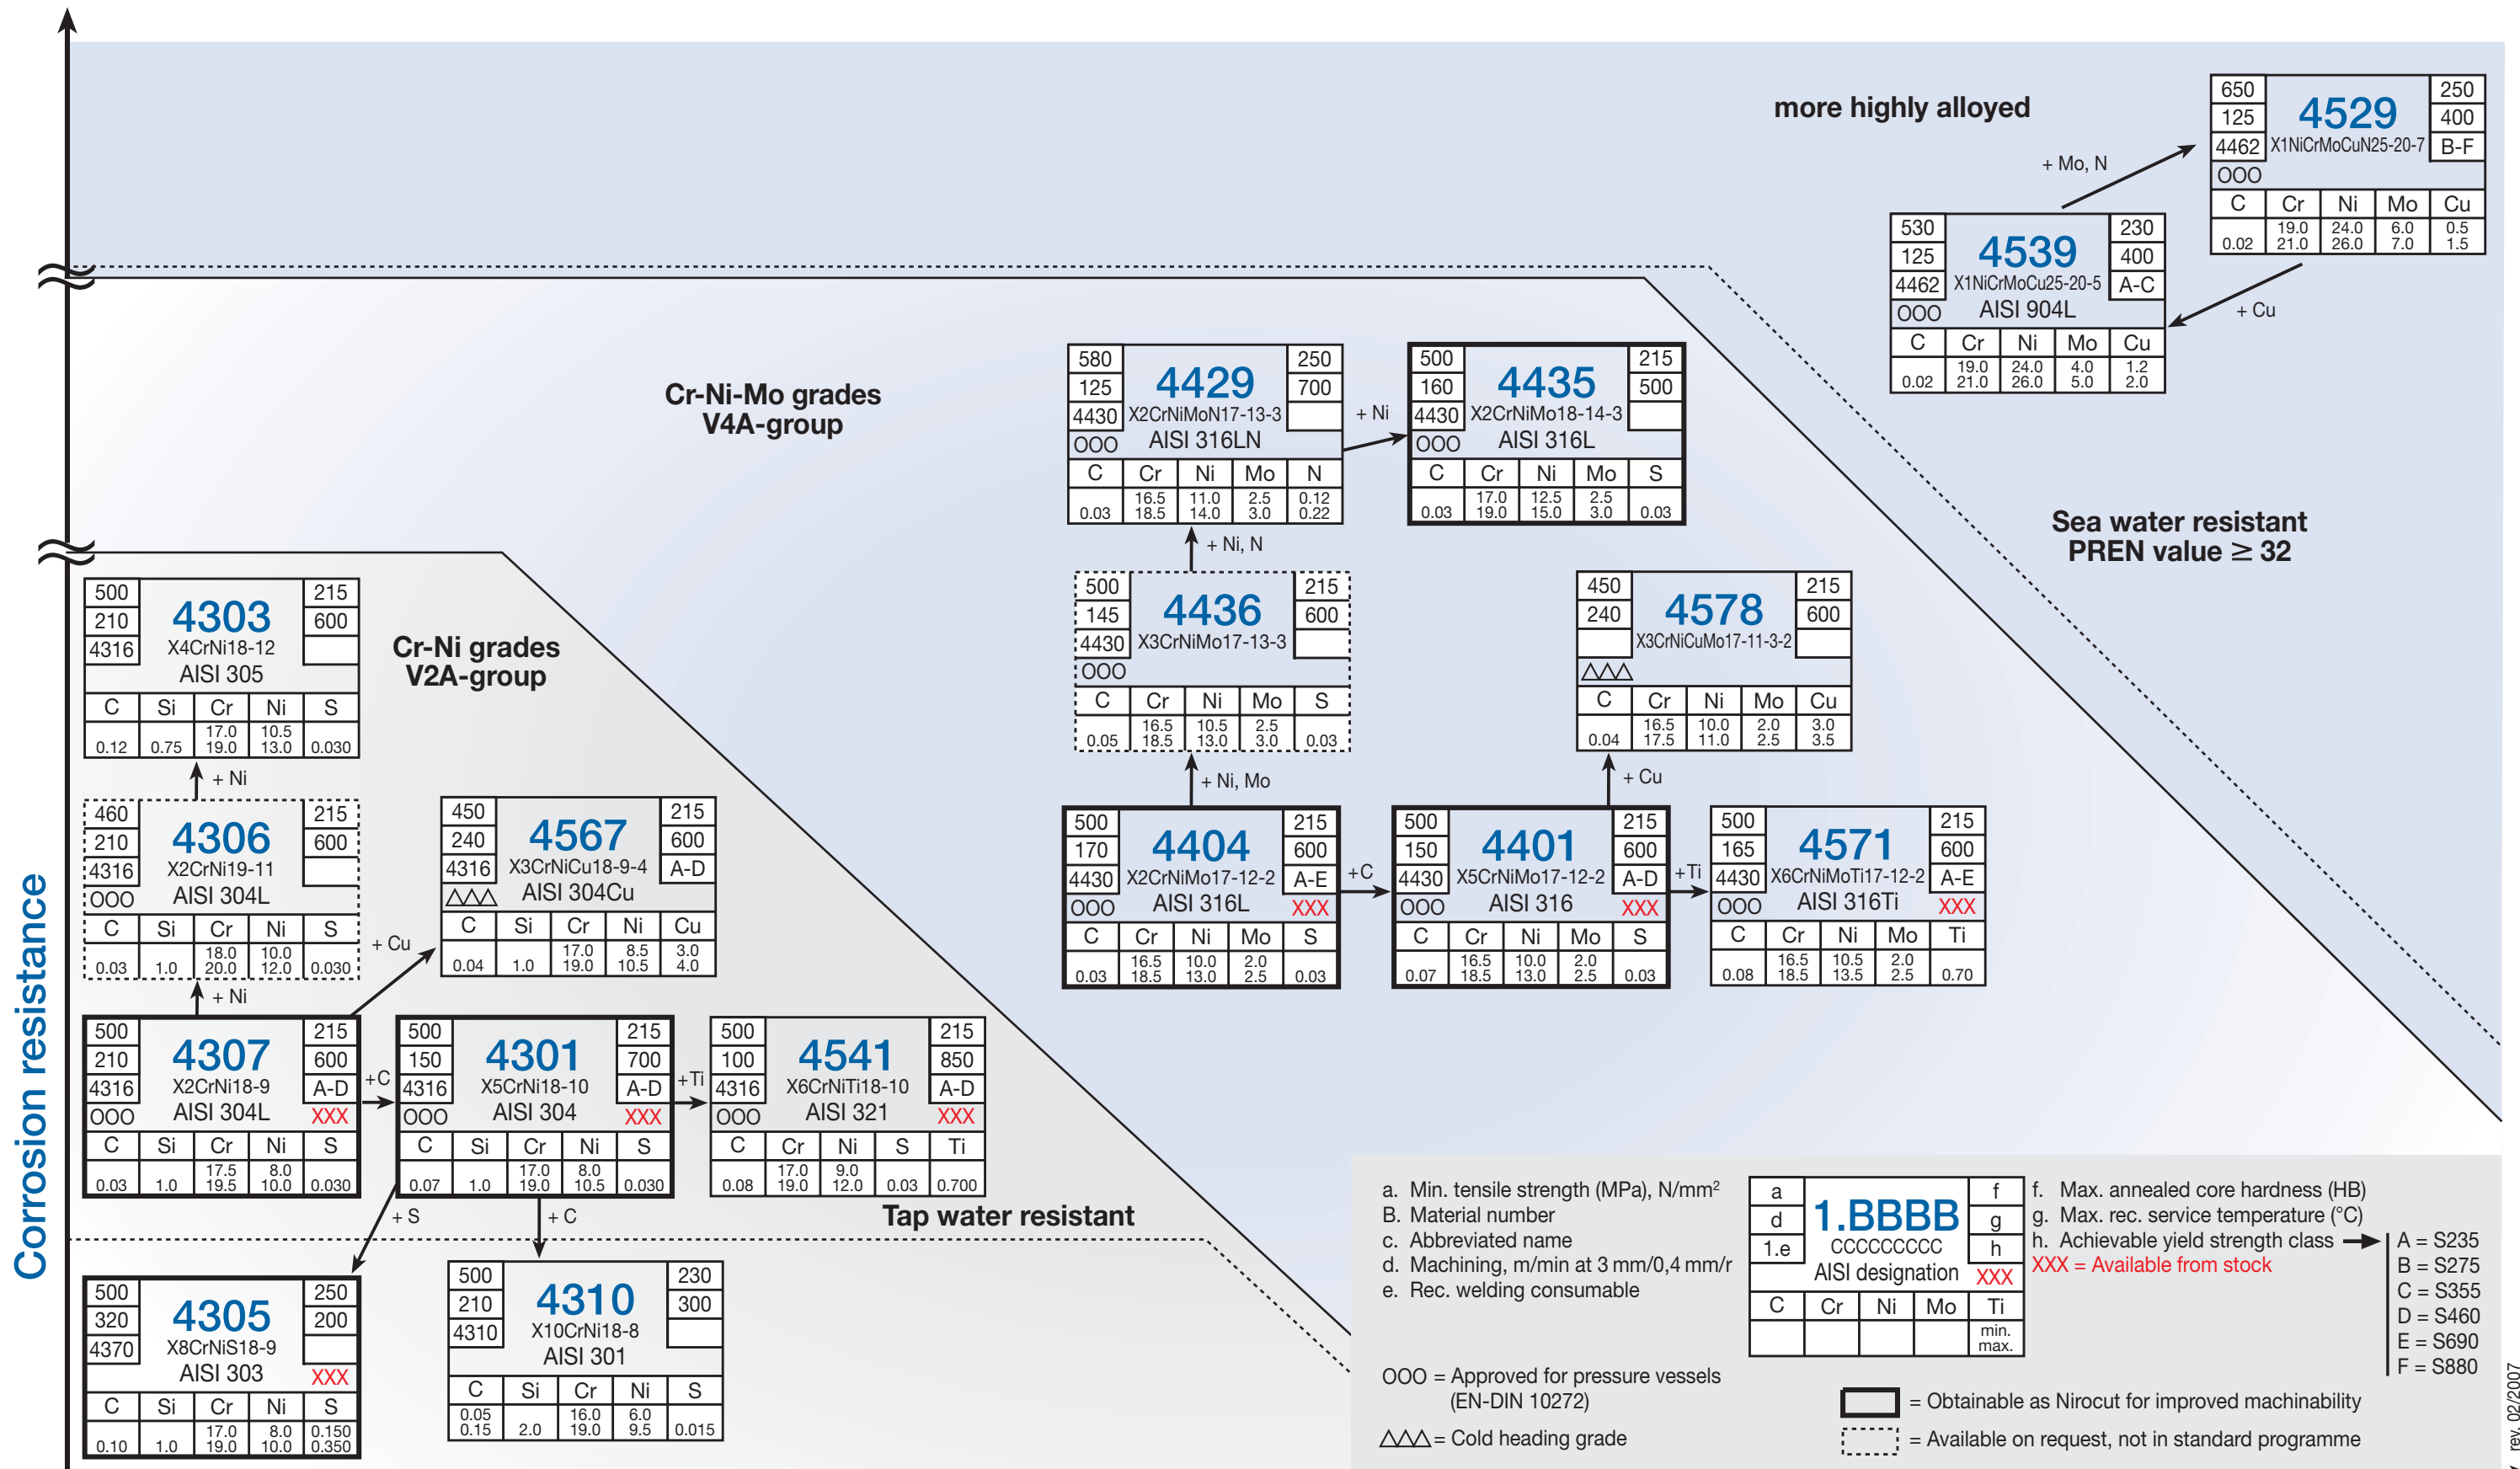 Corrosion resistance
more highly alloyed
650 4529 250
125 400
4462 X1NiCrMoCuN25-20-7 B-F
OOO
C Cr Ni Mo Cu
19.0 24.0 6.0 0.5
0.02 21.0 26.0 7.0 1.5
+ Mo, N
+ Cu
530 4539 230
125 400
4462 X1NiCrMoCu25-20-5 A-C
OOO AISI 904L
C Cr Ni Mo Cu
19.0 24.0 4.0 1.2
0.02 21.0 26.0 5.0 2.0
Sea water resistant
PREN value ≥ 32
Cr-Ni-Mo grades
V4A-group
580 4429 250
125 700
4430 X2CrNiMoN17-13-3
OOO AISI 316LN
C Cr Ni Mo N
16.5 11.0 2.5 0.12
0.03 18.5 14.0 3.0 0.22
+ Ni
500 4435 215
160 500
4430 X2CrNiMo18-14-3
OOO AISI 316L
C Cr Ni Mo S
17.0 12.5 2.5
0.03 19.0 15.0 3.0 0.03
+ Ni, N
500 4436 215
145 600
4430 X3CrNiMo17-13-3
OOO
C Cr Ni Mo S
16.5 10.5 2.5
0.05 18.5 13.0 3.0 0.03
450 4578 215
240 600
X3CrNiCuMo17-11-3-2
△△△
C Cr Ni Mo Cu
16.5 10.0 2.0 3.0
0.04 17.5 11.0 2.5 3.5
+ Ni, Mo
+ Cu
500 4404 215
170 600
4430 X2CrNiMo17-12-2 A-E
OOO AISI 316L XXX
C Cr Ni Mo S
16.5 10.0 2.0
0.03 18.5 13.0 2.5 0.03
+C
500 4401 215
150 600
4430 X5CrNiMo17-12-2 A-D
OOO AISI 316 XXX
C Cr Ni Mo S
16.5 10.0 2.0
0.07 18.5 13.0 2.5 0.03
+Ti
500 4571 215
165 600
4430 X6CrNiMoTi17-12-2 A-E
OOO AISI 316Ti XXX
C Cr Ni Mo Ti
16.5 10.5 2.0
0.08 18.5 13.5 2.5 0.70
Cr-Ni grades
V2A-group
500 4303 215
210 600
4316 X4CrNi18-12
AISI 305
C Si Cr Ni S
17.0 10.5
0.12 0.75 19.0 13.0 0.030
+ Ni
460 4306 215
210 600
4316 X2CrNi19-11
OOO AISI 304L
C Si Cr Ni S
18.0 10.0
0.03 1.0 20.0 12.0 0.030
+ Ni
+ Cu
450 4567 215
240 600
4316 X3CrNiCu18-9-4 A-D
△△△ AISI 304Cu
C Si Cr Ni Cu
17.0 8.5 3.0
0.04 1.0 19.0 10.5 4.0
500 4307 215
210 600
4316 X2CrNi18-9 A-D
OOO AISI 304L XXX
C Si Cr Ni S
17.5 8.0
0.03 1.0 19.5 10.0 0.030
+C
500 4301 215
150 700
4316 X5CrNi18-10 A-D
OOO AISI 304 XXX
C Si Cr Ni S
17.0 8.0
0.07 1.0 19.0 10.5 0.030
+Ti
500 4541 215
100 850
4316 X6CrNiTi18-10 A-D
OOO AISI 321 XXX
C Cr Ni S Ti
17.0 9.0
0.08 19.0 12.0 0.03 0.700
+ S
+ C
Tap water resistant
500 4305 250
320 200
4370 X8CrNiS18-9
AISI 303 XXX
C Si Cr Ni S
17.0 8.0 0.150
0.10 1.0 19.0 10.0 0.350
500 4310 230
210 300
4310 X10CrNi18-8
AISI 301
C Si Cr Ni S
0.05 16.0 6.0
0.15 2.0 19.0 9.5 0.015
a. Min. tensile strength (MPa), N/mm²
B. Material number
c. Abbreviated name
d. Machining, m/min at 3 mm/0,4 mm/r
e. Rec. welding consumable
OOO = Approved for pressure vessels
(EN-DIN 10272)
△△△ = Cold heading grade
a 1.BBBB f
d g
1.e CCCCCCCCC h
AISI designation XXX
C Cr Ni Mo Ti
min.
max.
f. Max. annealed core hardness (HB)
g. Max. rec. service temperature (°C)
h. Achievable yield strength class
XXX = Available from stock
A = S235
B = S275
C = S355
D = S460
E = S690
F = S880
= Obtainable as Nirocut for improved machinability
= Available on request, not in standard programme
rev. 02/2007